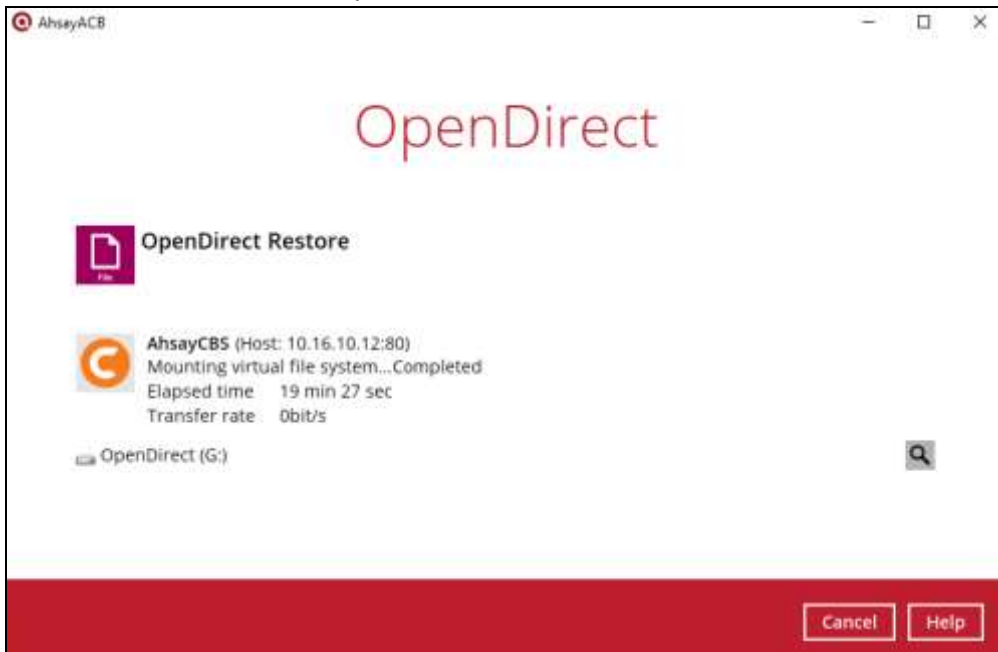 AhsayACB
OpenDirect
OpenDirect Restore
File
AhsayCBS (Host: 10.16.10.12:80)
Mounting virtual file system...Completed
Elapsed time 19 min 27 sec
Transfer rate 0bit/s
OpenDirect (G:)
Cancel Help